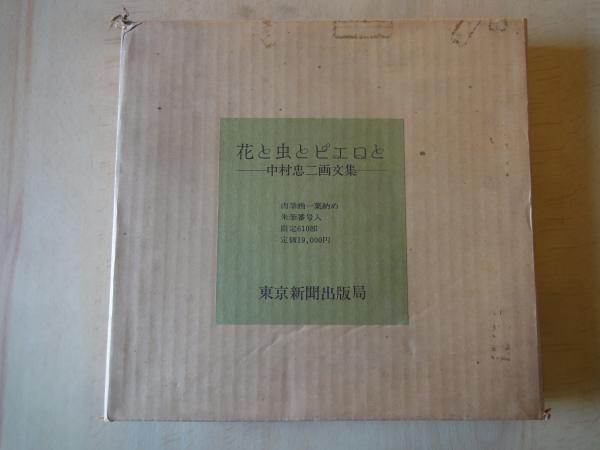 花と虫とピエロと
——中村忠二画文集——
肉筆画一葉納め
朱筆番号入
限定610部
定価19,000円
東京新聞出版局